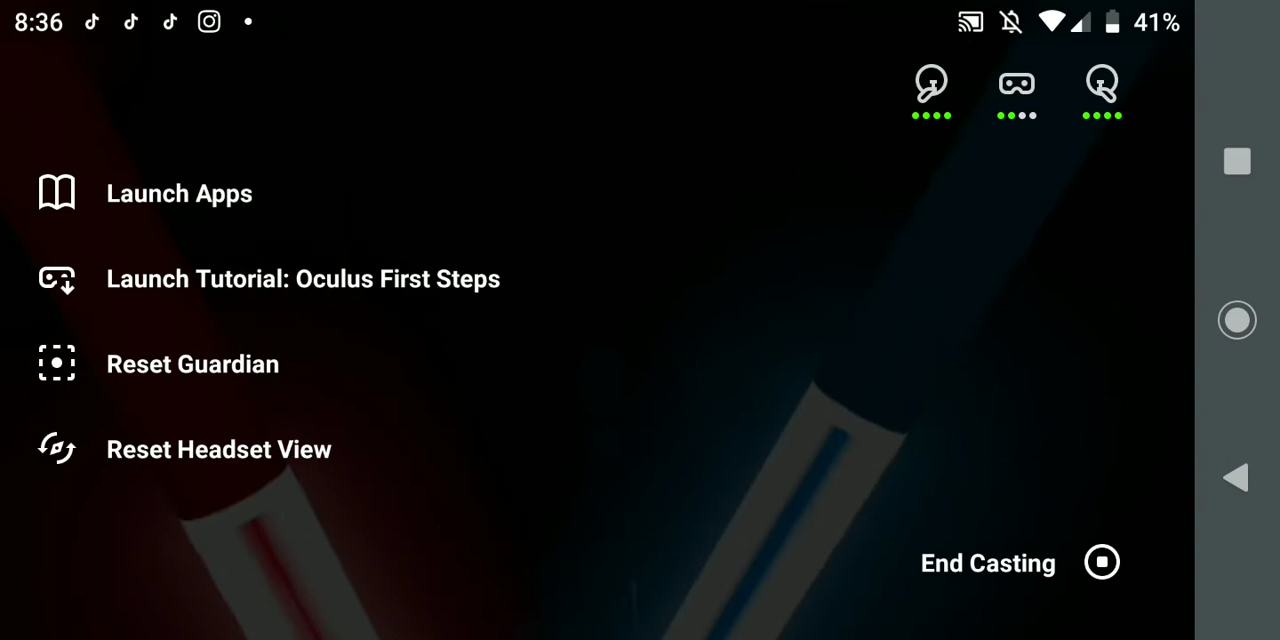 8:36
41%
Launch Apps
Launch Tutorial: Oculus First Steps
Reset Guardian
Reset Headset View
End Casting